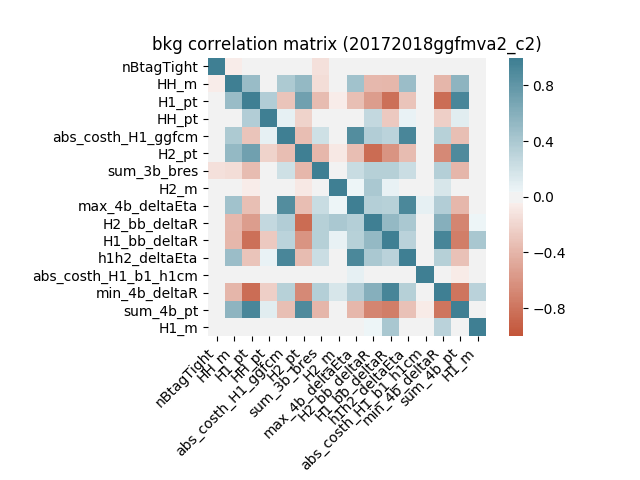 bkg correlation matrix (20172018ggfmva2_c2)
nBtagTight
HH_m
H1_pt
HH_pt
abs_costh_H1_ggfcm
H2_pt
sum_3b_bres
H2_m
max_4b_deltaEta
H2_bb_deltaR
H1_bb_deltaR
h1h2_deltaEta
abs_costh_H1_b1_h1cm
min_4b_deltaR
sum_4b_pt
H1_m
nBtagTight
HH_m
H1_pt
HH_pt
abs_costh_H1_ggfcm
H2_pt
sum_3b_bres
H2_m
max_4b_deltaEta
H2_bb_deltaR
H1_bb_deltaR
h1h2_deltaEta
abs_costh_H1_b1_h1cm
min_4b_deltaR
sum_4b_pt
H1_m
0.8
0.4
0.0
−0.4
−0.8